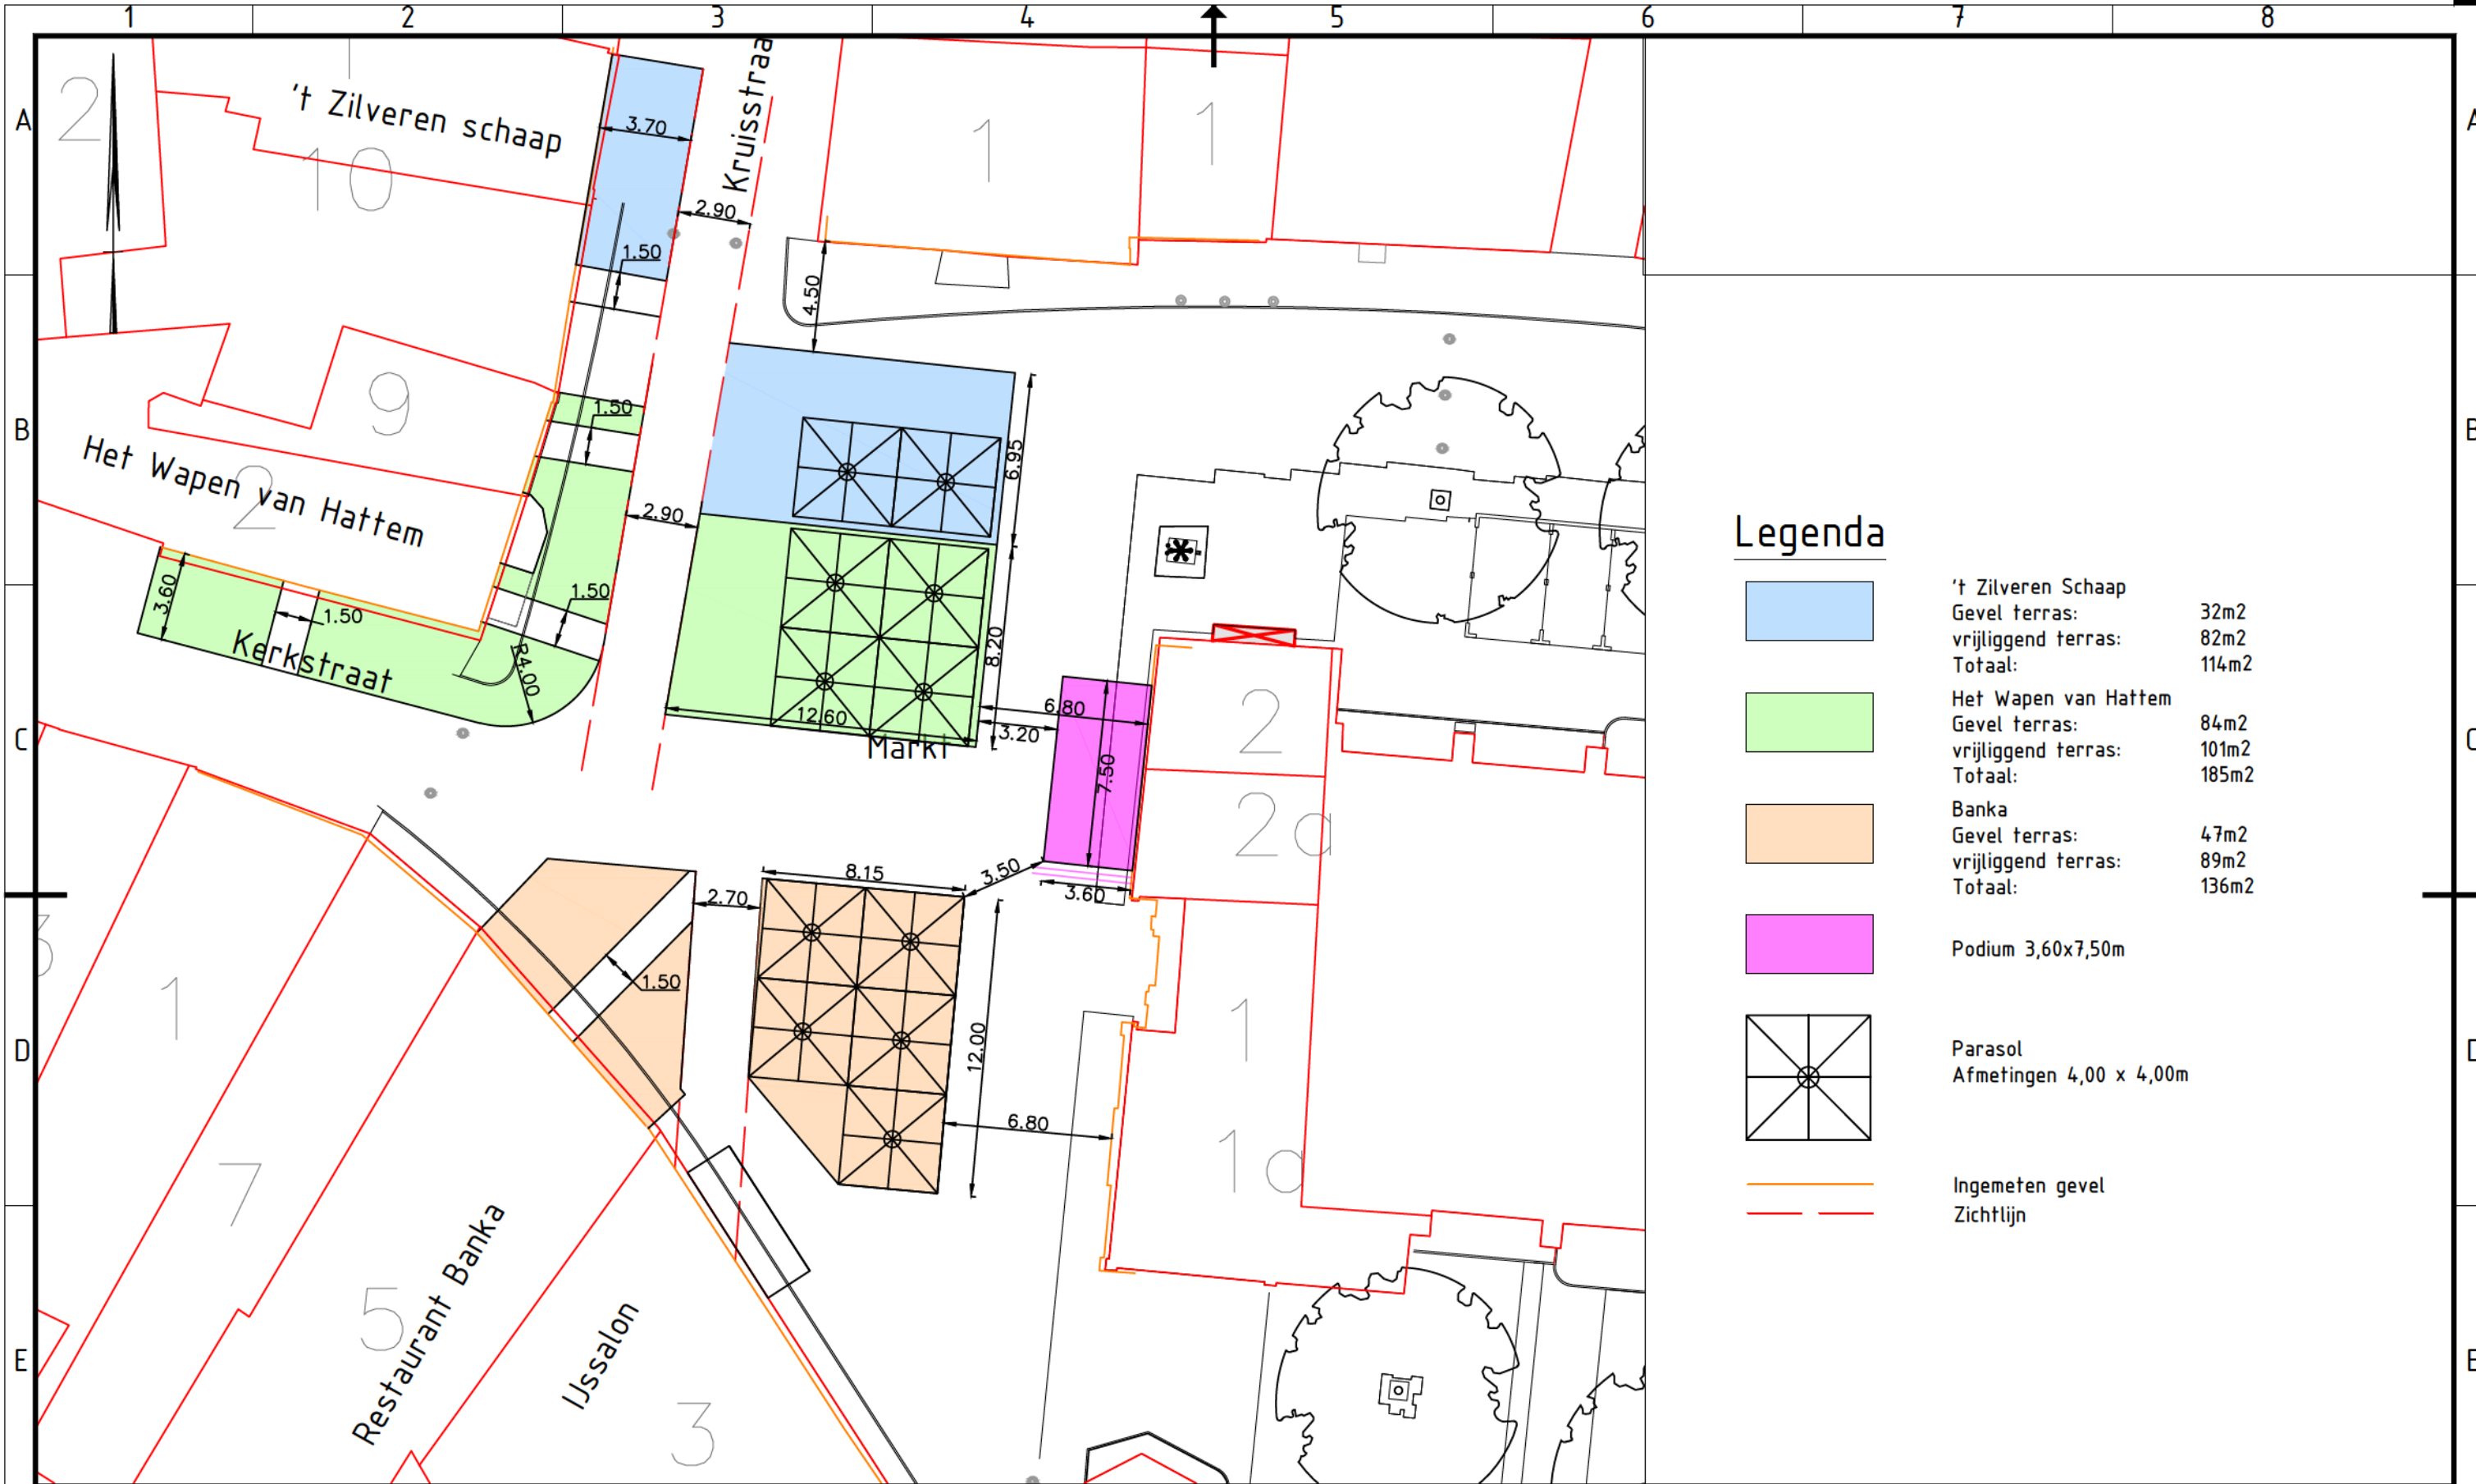 1 2 3 4 5 6 7 8
A
B
C
D
E
A
B
D
2
't Zilveren schaap
10
3.70
Kruisstraa
2.90
1.50
1
1
4.50
9
1.50
Het Wapen van Hattem
2
2.90
6.95
3.60
1.50
1.50
Kerkstraat
R4.00
8.20
12.60
Markt
6.80
3.20
7.50
2
2a
8.15
3.50
3.60
2.70
1.50
12.00
6.80
3
1
7
5
Restaurant Banka
IJssalon
3
1
1a
Legenda
't Zilveren Schaap
Gevel terras: 32m2
vrijliggend terras: 82m2
Totaal: 114m2
Het Wapen van Hattem
Gevel terras: 84m2
vrijliggend terras: 101m2
Totaal: 185m2
Banka
Gevel terras: 47m2
vrijliggend terras: 89m2
Totaal: 136m2
Podium 3,60x7,50m
Parasol
Afmetingen 4,00 x 4,00m
Ingemeten gevel
Zichtlijn